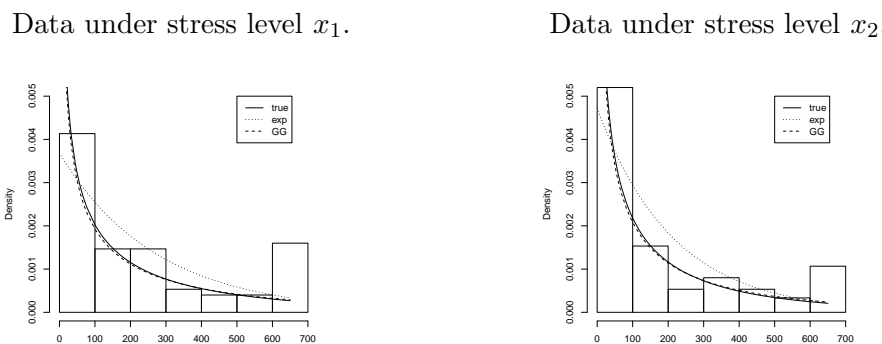 Data under stress level x₁.
Data under stress level x₂.
Density
0.000 0.001 0.002 0.003 0.004 0.005
true
exp
GG
0 100 200 300 400 500 600 700
Density
0.000 0.001 0.002 0.003 0.004 0.005
true
exp
GG
0 100 200 300 400 500 600 700